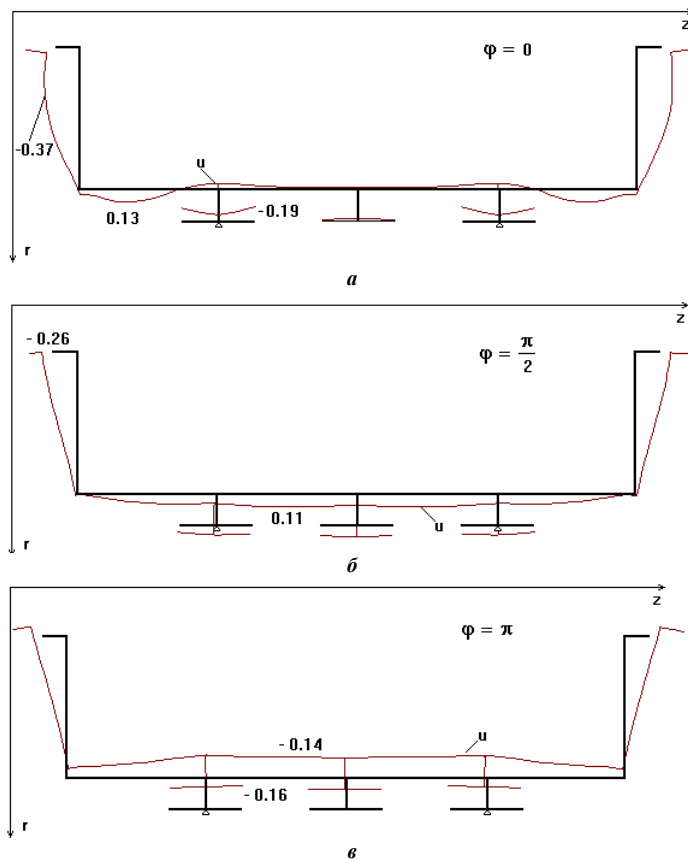 z
φ = 0
-0.37
u
0.13
-0.19
r
а
z
- 0.26
φ = π/2
0.11
u
r
б
z
φ = π
u
- 0.14
- 0.16
r
в